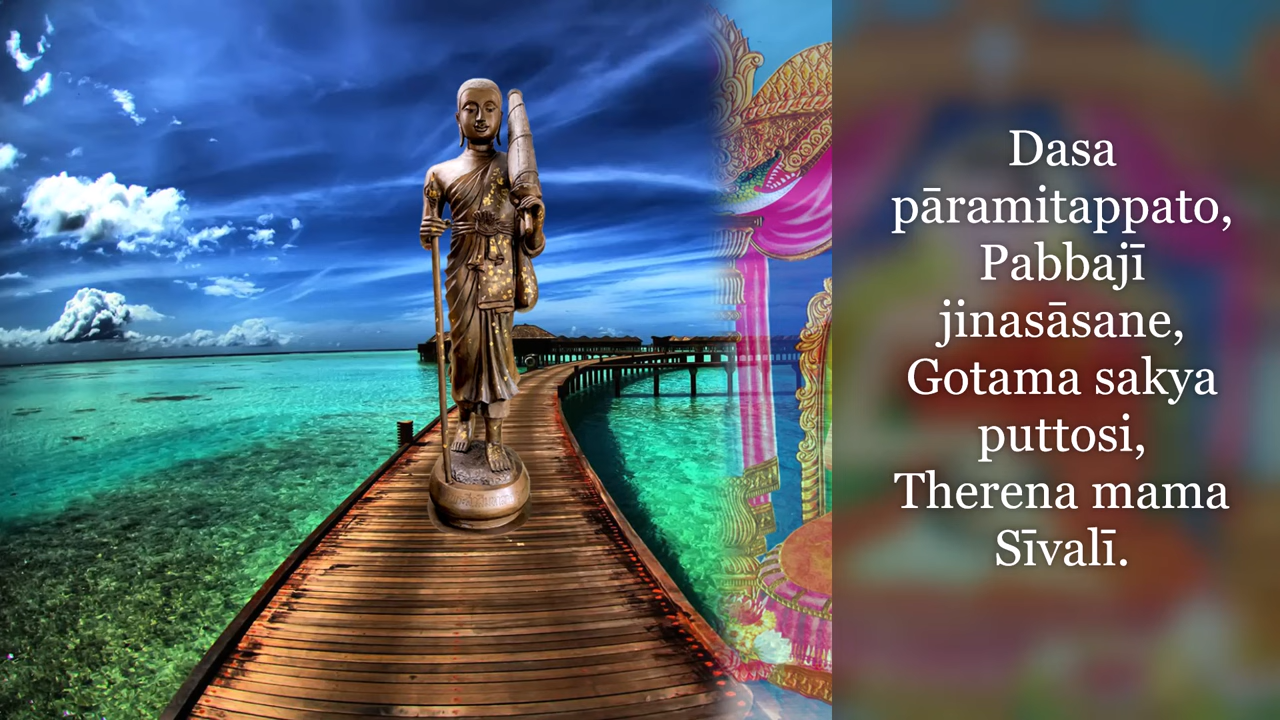 Dasa
pāramitappato,
Pabbajī
jinasāsane,
Gotama sakya
puttosi,
Therena mama
Sīvalī.